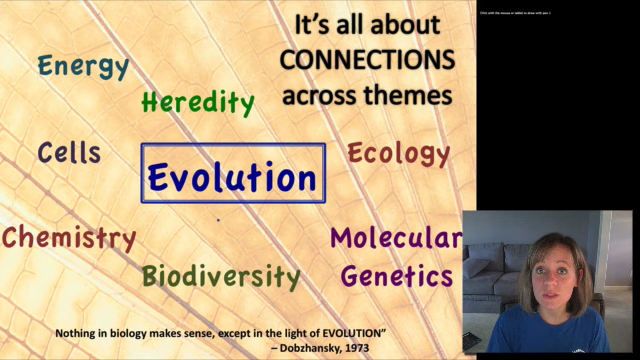 It's all about
CONNECTIONS
across themes
Energy
Heredity
Cells
Evolution
Ecology
Chemistry
Molecular
Genetics
Biodiversity
Nothing in biology makes sense, except in the light of EVOLUTION”
– Dobzhansky, 1973